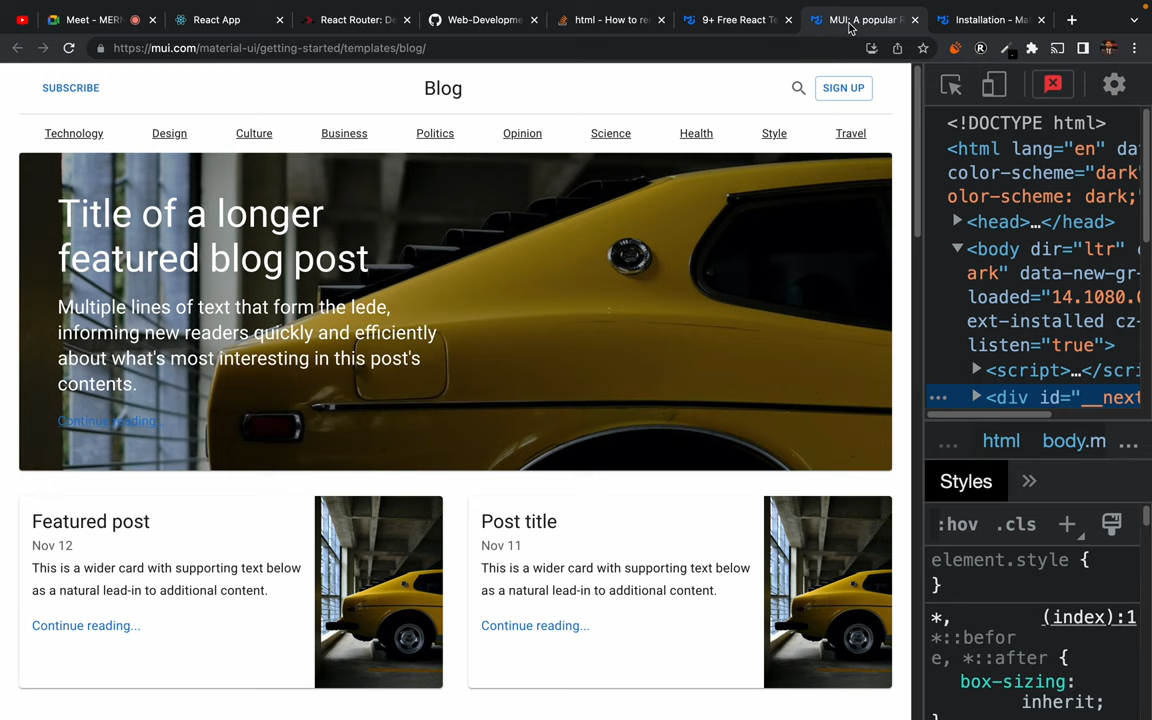 Meet - MERN
React App
React Router: De
Web-Developme
html - How to re
9+ Free React Te
MUI: A popular R
Installation - Ma
https://mui.com/material-ui/getting-started/templates/blog/
SUBSCRIBE
Blog
SIGN UP
Technology Design Culture Business Politics Opinion Science Health Style Travel
Title of a longer
featured blog post
Multiple lines of text that form the lede,
informing new readers quickly and efficiently
about what's most interesting in this post's
contents.
Continue reading...
Featured post
Nov 12
This is a wider card with supporting text below
as a natural lead-in to additional content.
Continue reading...
Post title
Nov 11
This is a wider card with supporting text below
as a natural lead-in to additional content.
Continue reading...
<!DOCTYPE html>
<html lang="en" da
color-scheme="dark
olor-scheme: dark;"
<head>…</head>
<body dir="ltr" c
ark" data-new-gr-
loaded="14.1080.0
ext-installed cz-
listen="true">
<script>…</scri
<div id="__next
... html body.m ...
Styles
:hov .cls
element.style {
}
*, (index):1
*::befor
e, *::after {
box-sizing:
inherit;